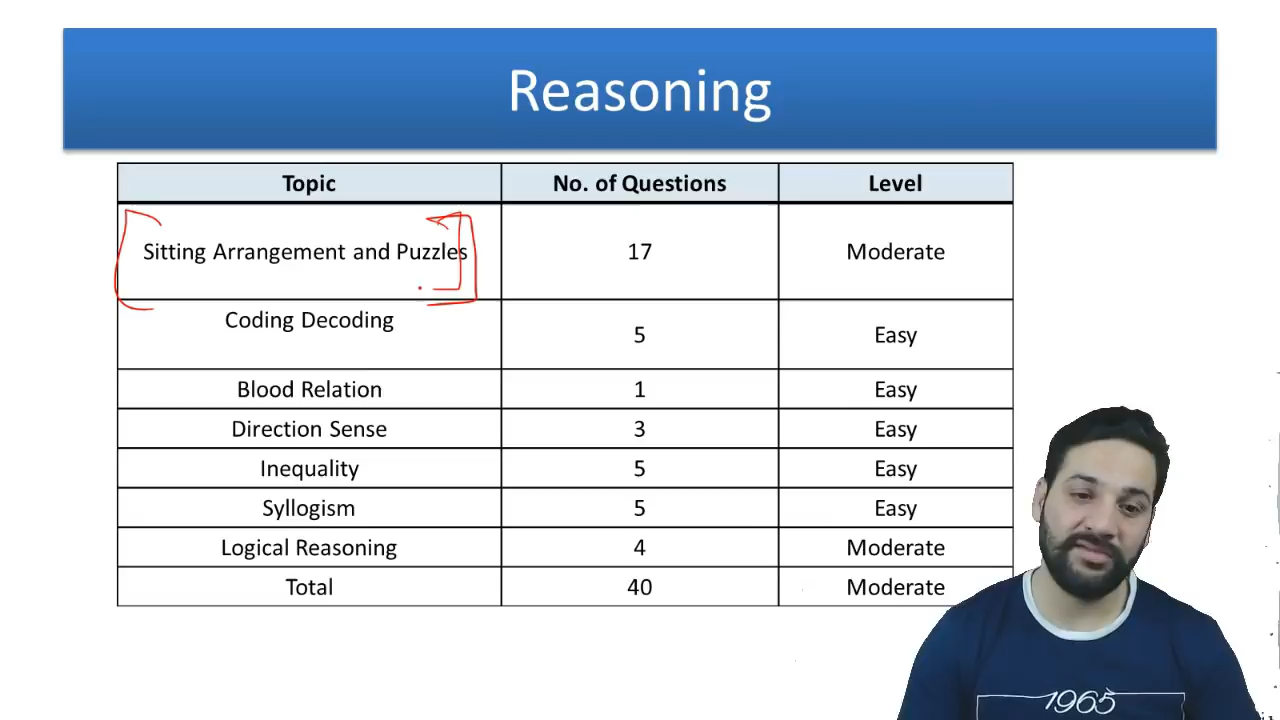 Reasoning
Topic No. of Questions Level
Sitting Arrangement and Puzzles 17 Moderate
Coding Decoding 5 Easy
Blood Relation 1 Easy
Direction Sense 3 Easy
Inequality 5 Easy
Syllogism 5 Easy
Logical Reasoning 4 Moderate
Total 40 Moderate
1965